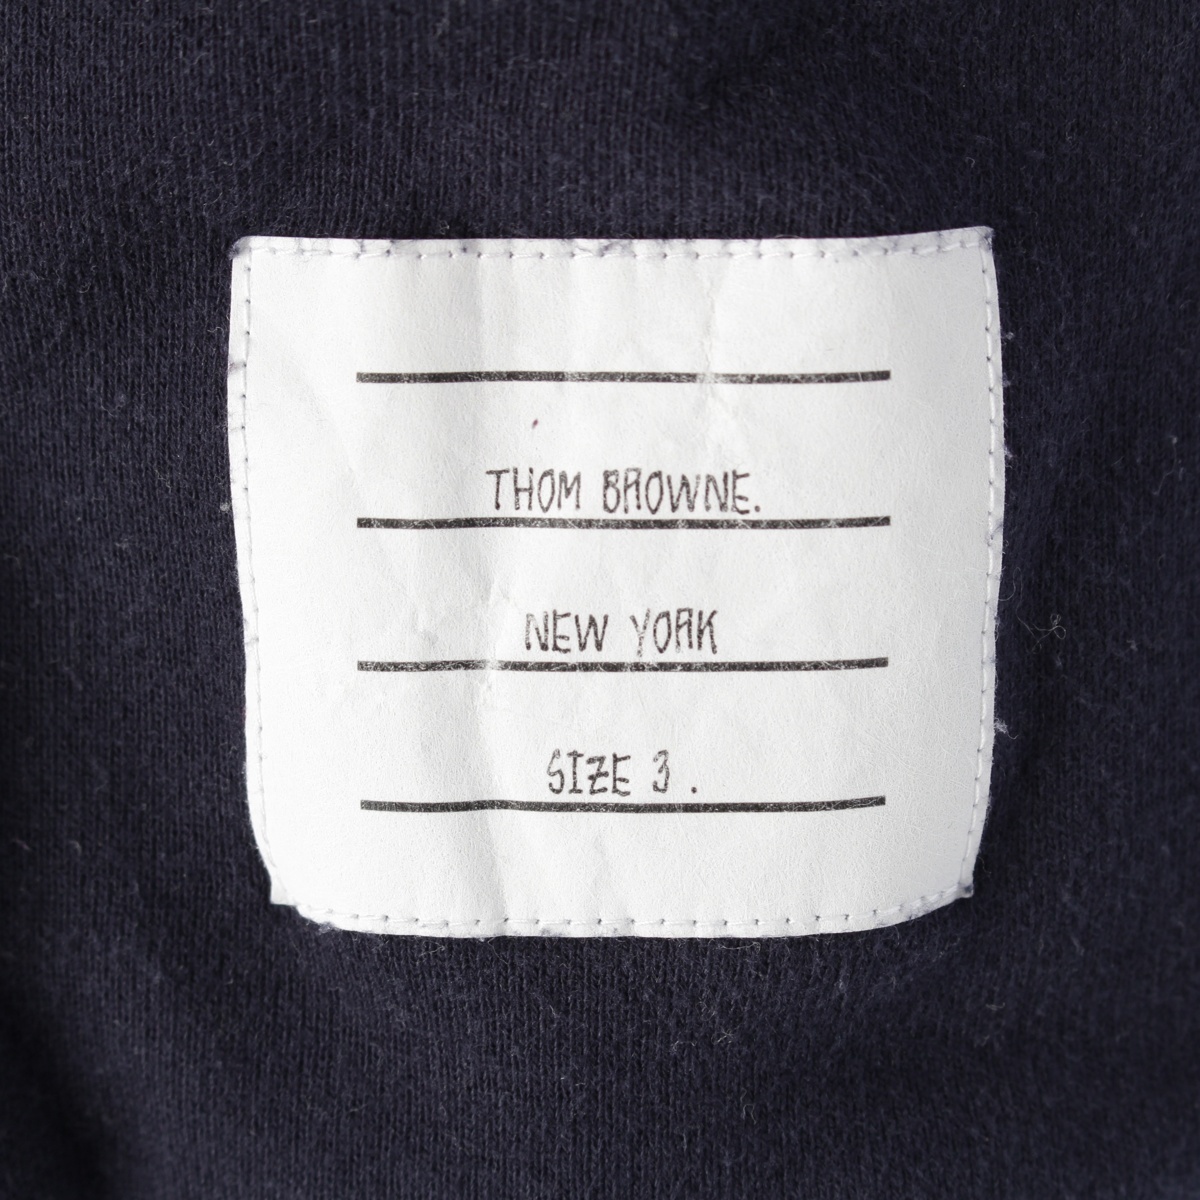 THOM BROWNE.
NEW YORK
SIZE 3 .